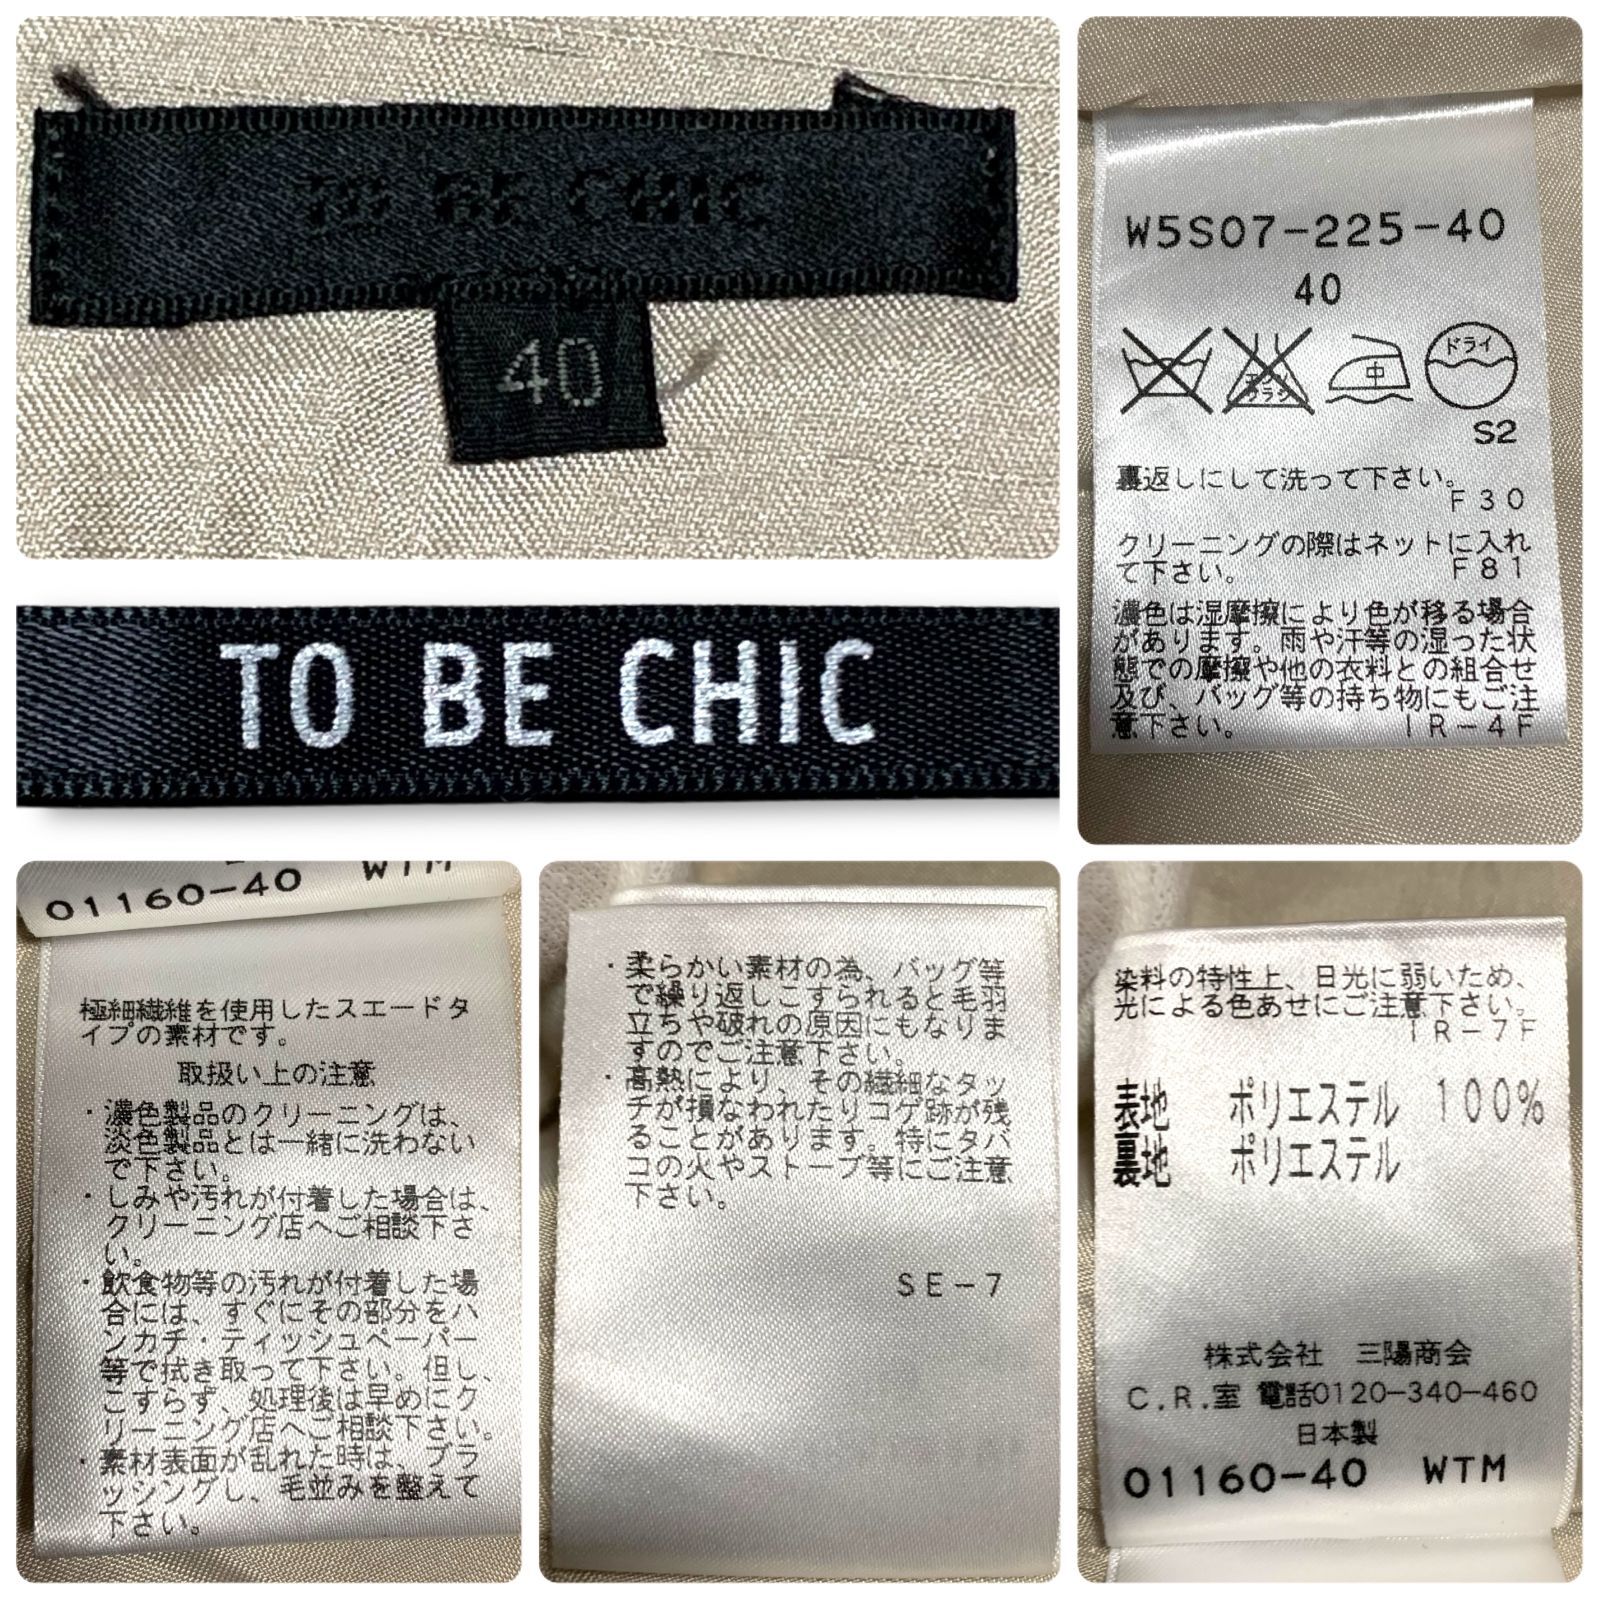 TO BE CHIC
40
W5S07-225-40
40
エンソ
ブラシ
中
ドライ
S2
裏返しにして洗って下さい。
F30
クリーニングの際はネットに入れ
て下さい。 F81
濃色は湿摩擦により色が移る場合
があります。雨や汗等の湿った状
態での摩擦や他の衣料との組合せ
及び、バッグ等の持ち物にもご注
意下さい。 IR-4F
TO BE CHIC
01160-40 WTM
極細繊維を使用したスエードタ
イプの素材です。
取扱い上の注意
・濃色製品のクリーニングは、
淡色製品とは一緒に洗わない
で下さい。
・しみや汚れが付着した場合は、
クリーニング店へご相談下さ
い。
・飲食物等の汚れが付着した場
合には、すぐにその部分をハ
ンカチ・ティッシュペーパー
等で拭き取って下さい。但し、
こすらず、処理後は早めにク
リーニング店へご相談下さい。
・素材表面が乱れた時は、ブラ
ッシングし、毛並みを整えて
下さい。
・柔らかい素材の為、バッグ等
で繰り返しこすられると毛羽
立ちや破れの原因にもなりま
すのでご注意下さい。
・高熱により、その繊細なタッ
チが損なわれたりコゲ跡が残
ることがあります。特にタバ
コの火やストーブ等にご注意
下さい。
SE-7
染料の特性上、日光に弱いため、
光による色あせにご注意下さい。
IR-7F
表地 ポリエステル 100%
裏地 ポリエステル
株式会社 三陽商会
C.R.室 電話0120-340-460
日本製
01160-40 WTM